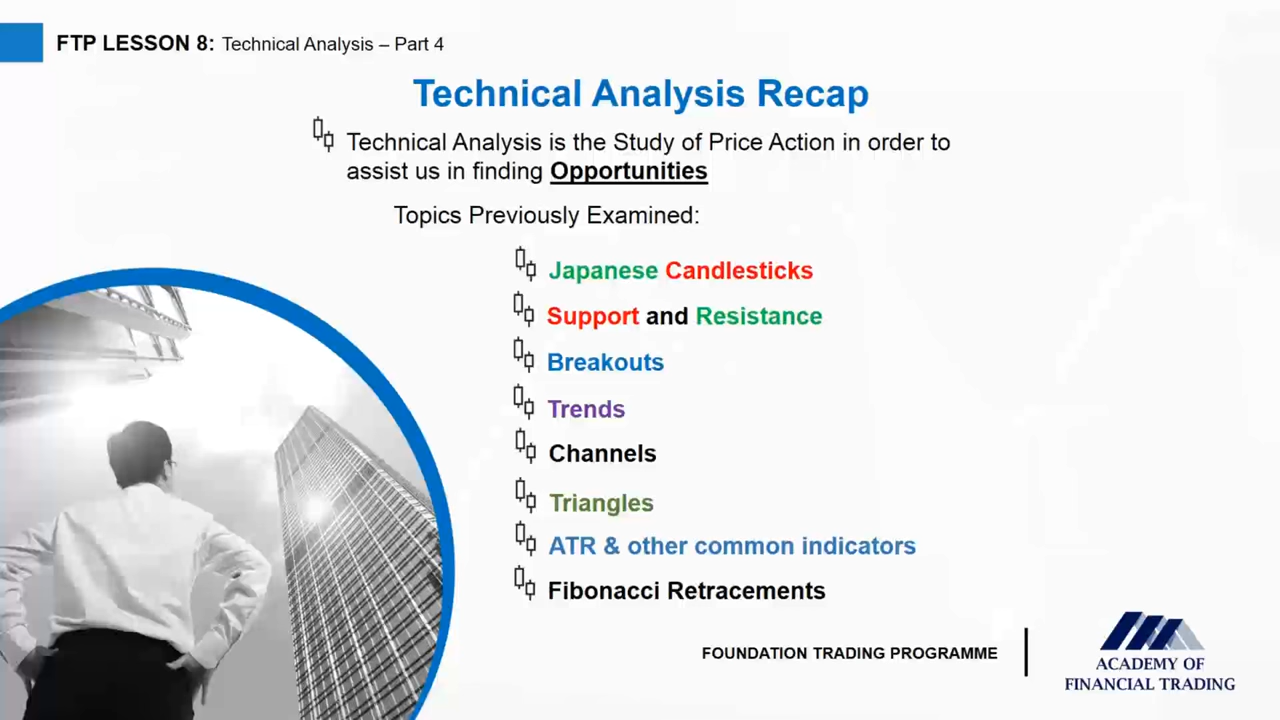 FTP LESSON 8: Technical Analysis – Part 4
Technical Analysis Recap
Technical Analysis is the Study of Price Action in order to
assist us in finding Opportunities
Topics Previously Examined:
Japanese Candlesticks
Support and Resistance
Breakouts
Trends
Channels
Triangles
ATR & other common indicators
Fibonacci Retracements
FOUNDATION TRADING PROGRAMME
ACADEMY OF
FINANCIAL TRADING